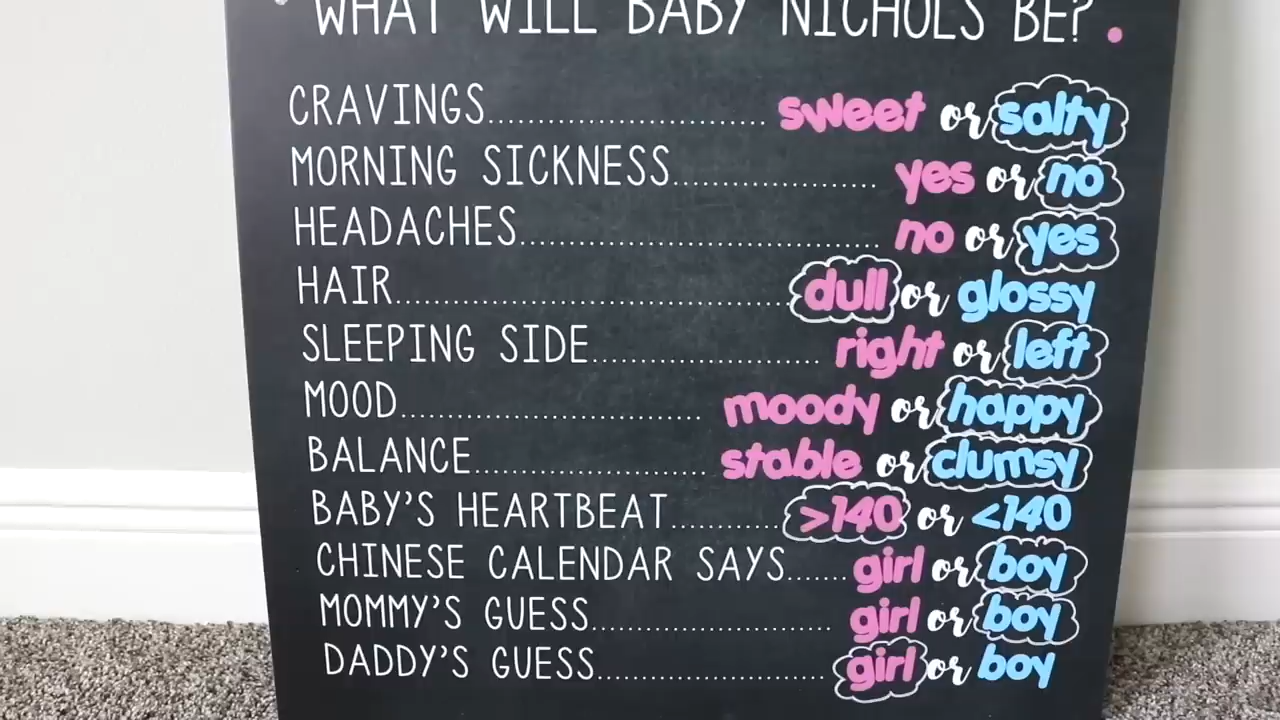 WHAT WILL BABY NICHOLS BE?
CRAVINGS....................... sweet or salty
MORNING SICKNESS.................... yes or no
HEADACHES................................. no or yes
HAIR..................................... dull or glossy
SLEEPING SIDE..................... right or left
MOOD............................ moody or happy
BALANCE...................... stable or clumsy
BABY'S HEARTBEAT........... >140 or <140
CHINESE CALENDAR SAYS...... girl or boy
MOMMY'S GUESS....................... girl or boy
DADDY'S GUESS...................... girl or boy